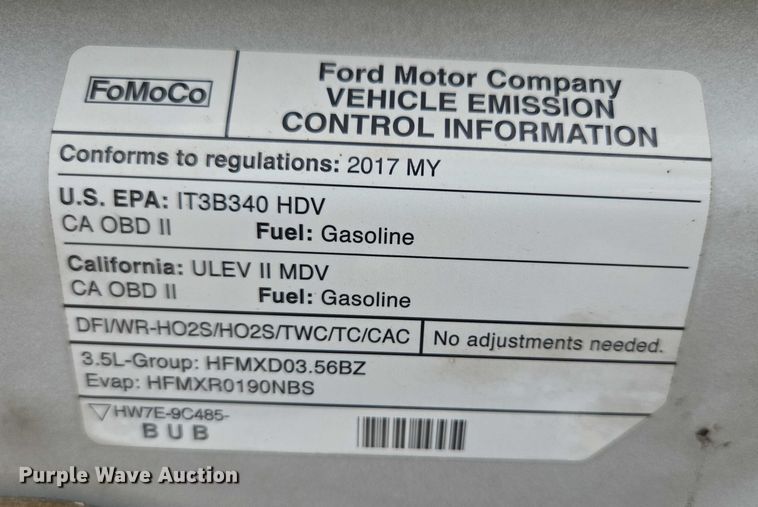 FoMoCo
Ford Motor Company
VEHICLE EMISSION
CONTROL INFORMATION
Conforms to regulations: 2017 MY
U.S. EPA: IT3B340 HDV
CA OBD II Fuel: Gasoline
California: ULEV II MDV
CA OBD II Fuel: Gasoline
DFI/WR-HO2S/HO2S/TWC/TC/CAC No adjustments needed.
3.5L-Group: HFMXD03.56BZ
Evap: HFMXR0190NBS
HW7E-9C485-
BUB
Purple Wave Auction